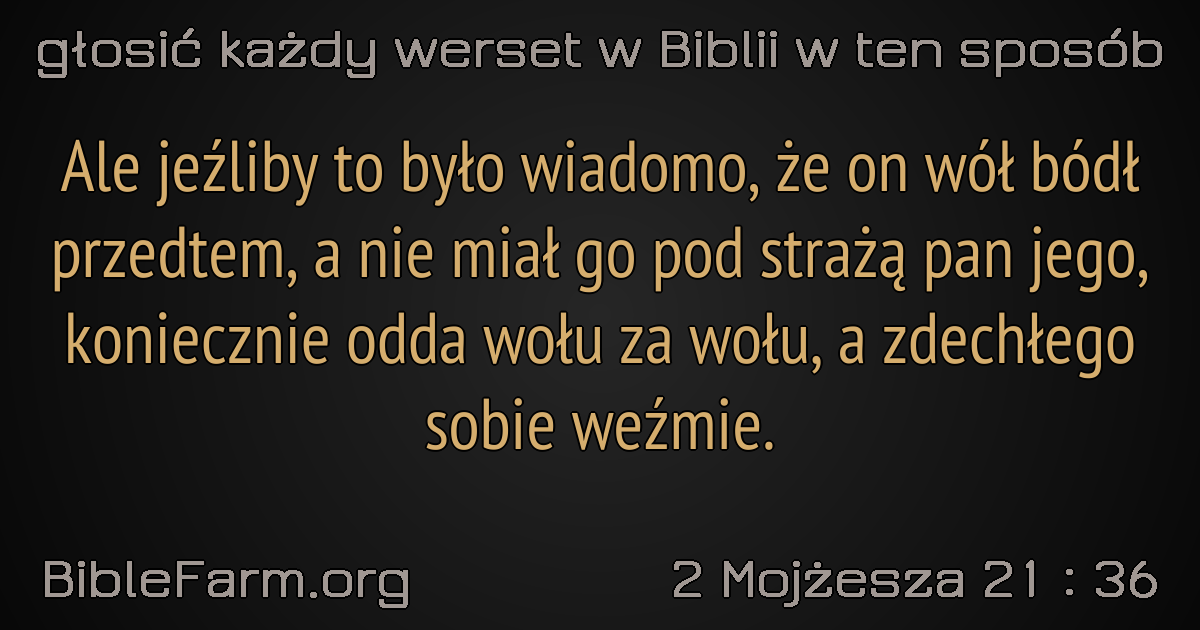 głosić każdy werset w Biblii w ten sposób
Ale jeźliby to było wiadomo, że on wół bódł
przedtem, a nie miał go pod strażą pan jego,
koniecznie odda wołu za wołu, a zdechłego
sobie weźmie.
BibleFarm.org
2 Mojżesza 21 : 36